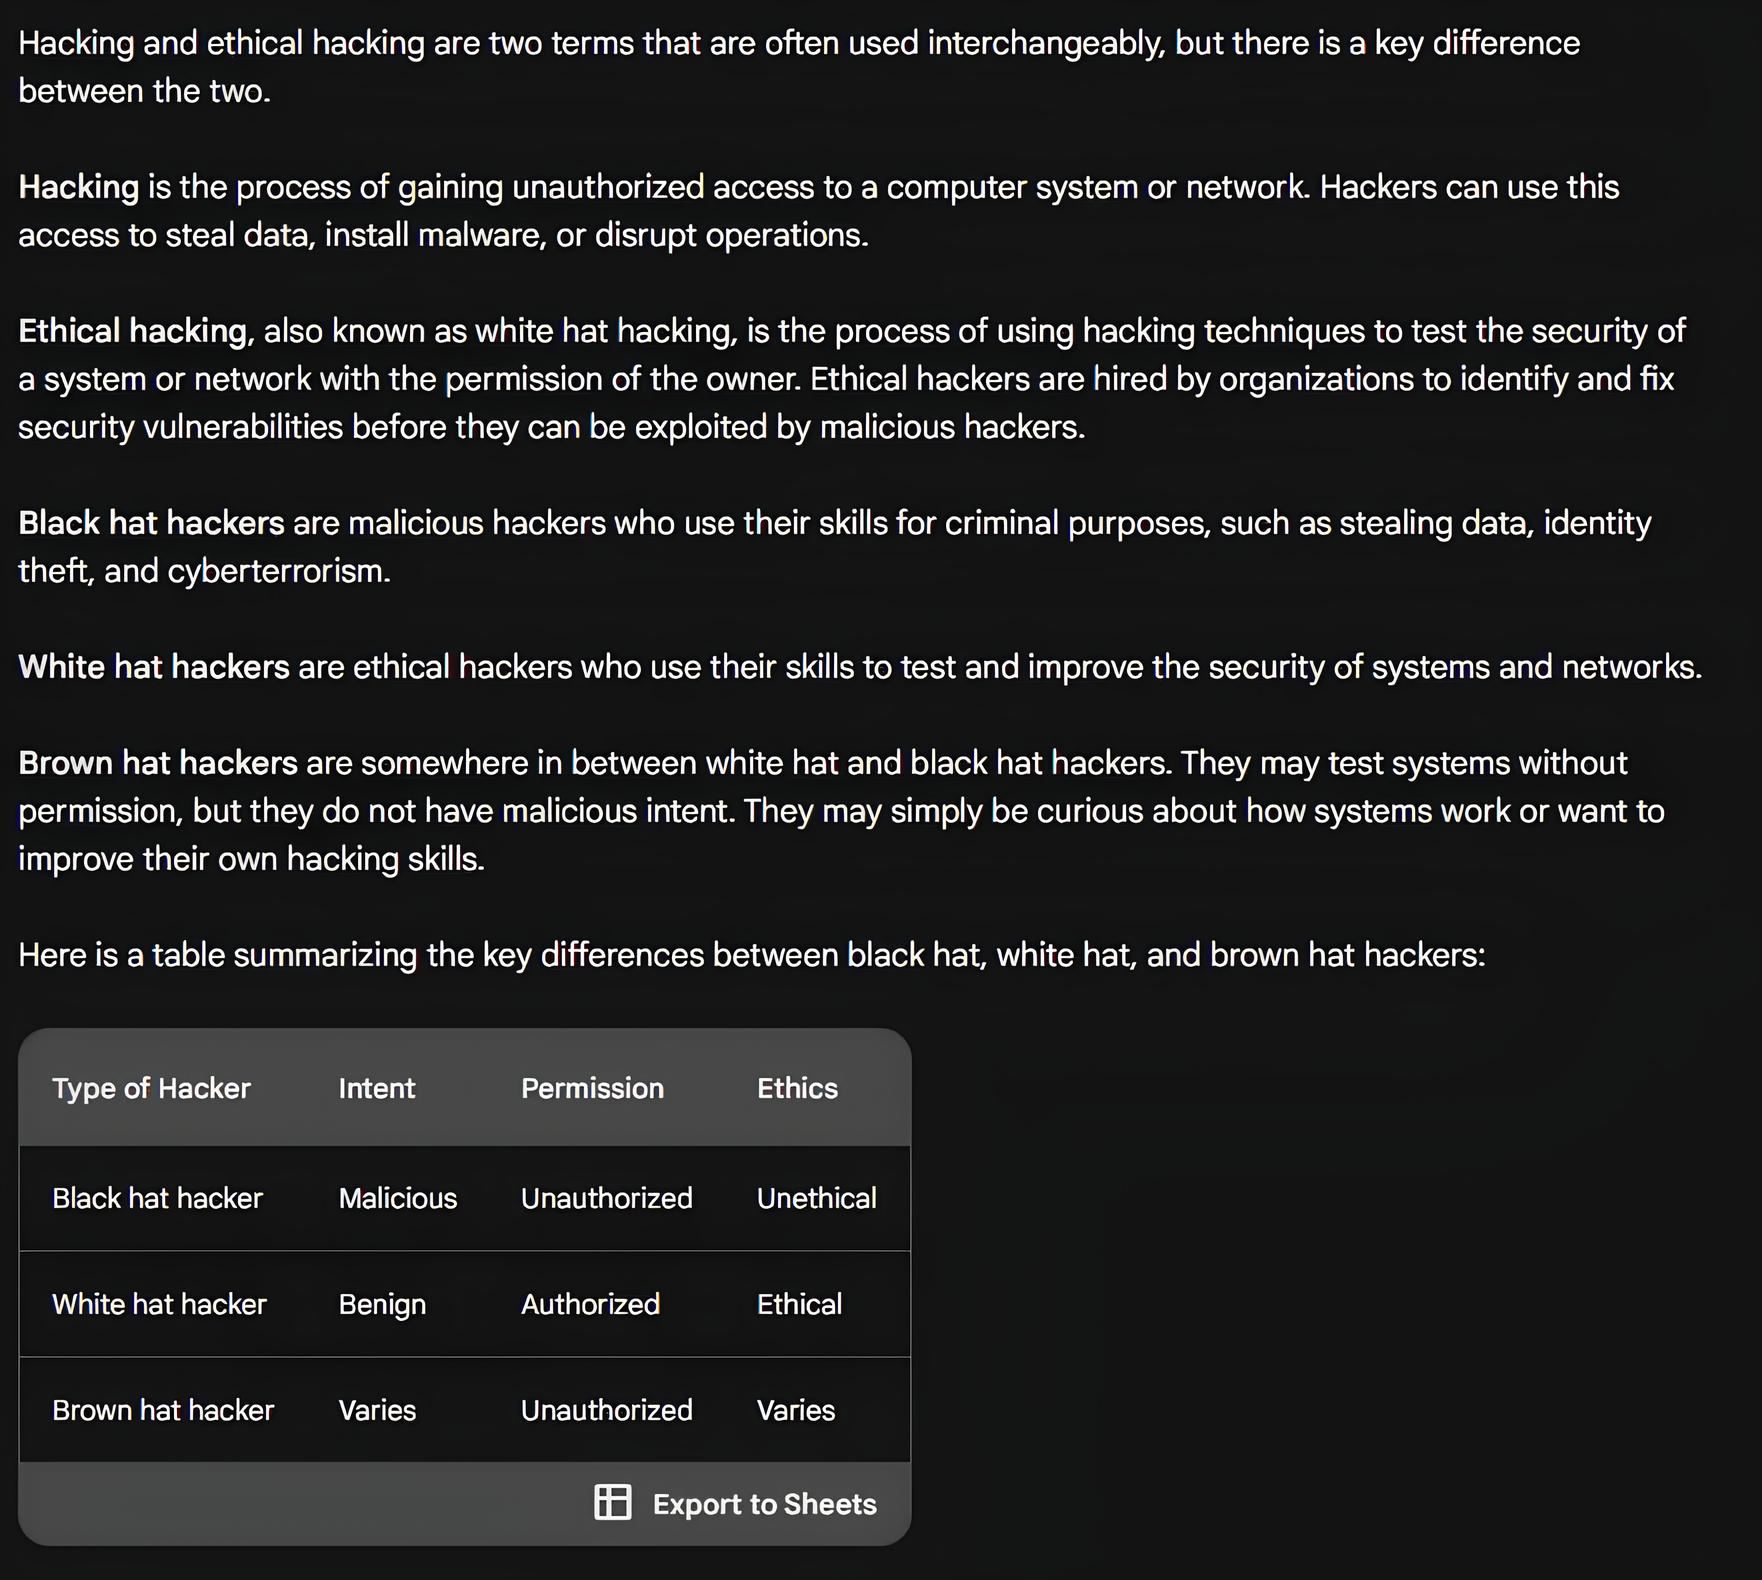 Hacking and ethical hacking are two terms that are often used interchangeably, but there is a key difference
between the two.
Hacking is the process of gaining unauthorized access to a computer system or network. Hackers can use this
access to steal data, install malware, or disrupt operations.
Ethical hacking, also known as white hat hacking, is the process of using hacking techniques to test the security of
a system or network with the permission of the owner. Ethical hackers are hired by organizations to identify and fix
security vulnerabilities before they can be exploited by malicious hackers.
Black hat hackers are malicious hackers who use their skills for criminal purposes, such as stealing data, identity
theft, and cyberterrorism.
White hat hackers are ethical hackers who use their skills to test and improve the security of systems and networks.
Brown hat hackers are somewhere in between white hat and black hat hackers. They may test systems without
permission, but they do not have malicious intent. They may simply be curious about how systems work or want to
improve their own hacking skills.
Here is a table summarizing the key differences between black hat, white hat, and brown hat hackers:
Type of Hacker Intent Permission Ethics
Black hat hacker Malicious Unauthorized Unethical
White hat hacker Benign Authorized Ethical
Brown hat hacker Varies Unauthorized Varies
Export to Sheets